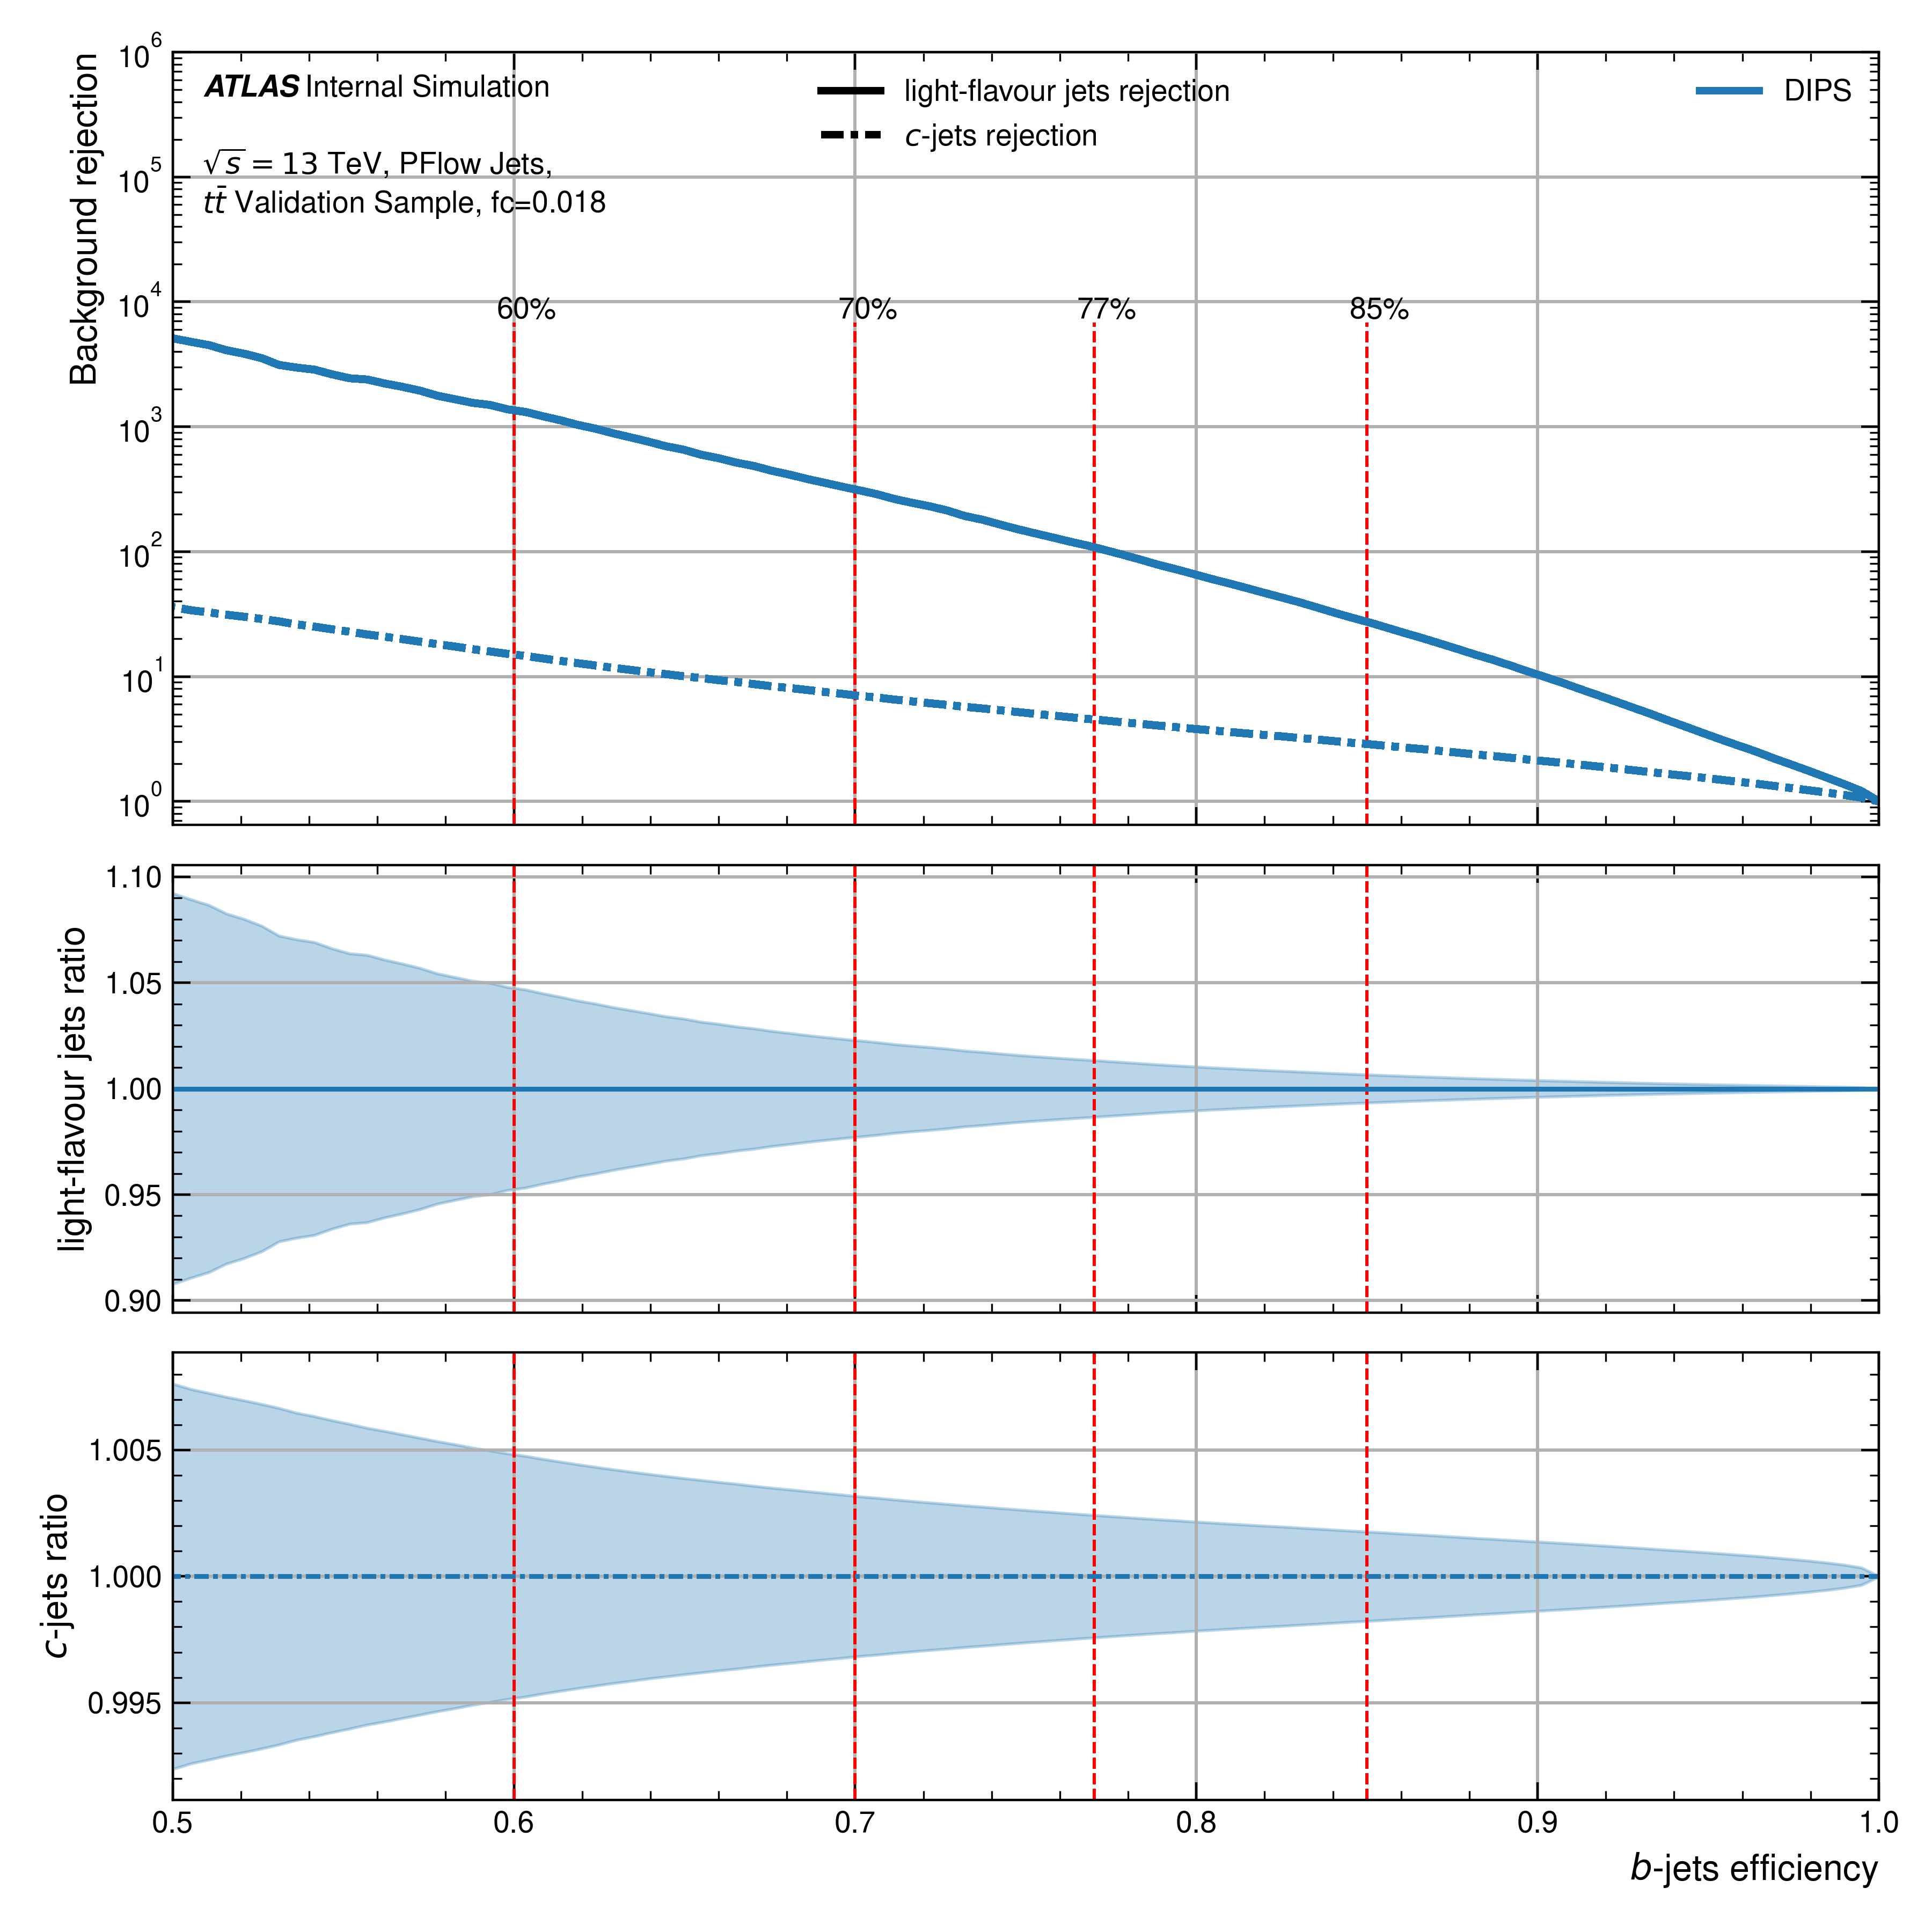 ATLAS Internal Simulation
√s = 13 TeV, PFlow Jets,
tt̄ Validation Sample, fc=0.018
light-flavour jets rejection
c-jets rejection
DIPS
Background rejection
10^6
10^5
10^4
10^3
10^2
10^1
10^0
60% 70% 77% 85%
light-flavour jets ratio
1.10
1.05
1.00
0.95
0.90
c-jets ratio
1.005
1.000
0.995
0.5 0.6 0.7 0.8 0.9 1.0
b-jets efficiency